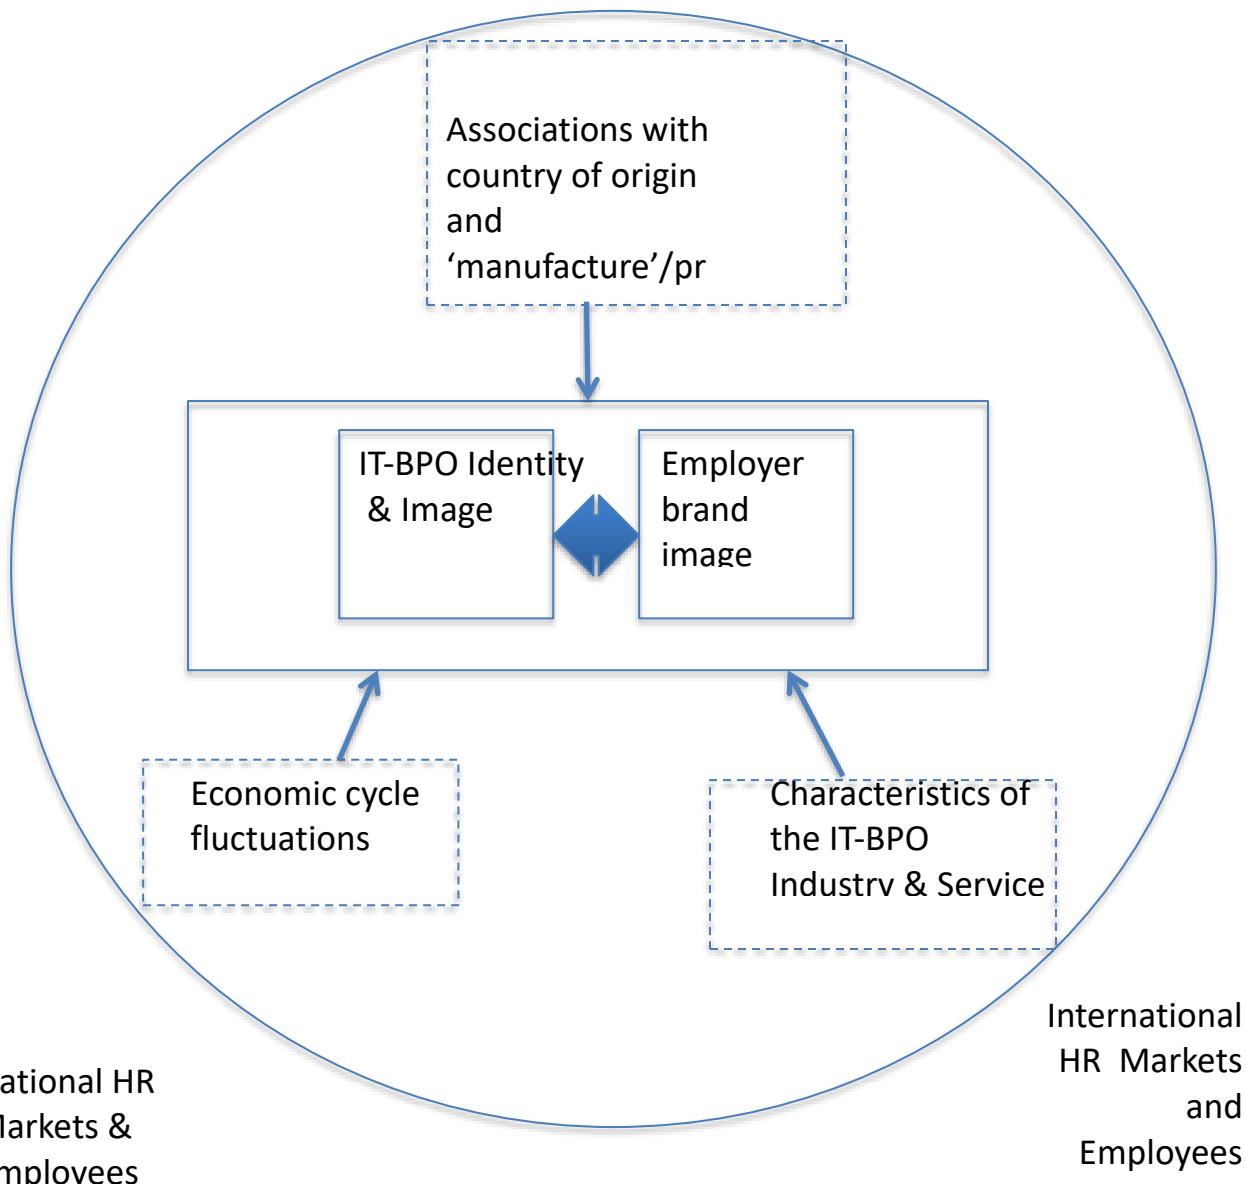 Associations with
country of origin
and
‘manufacture’/pr
IT-BPO Identity
& Image
Employer
brand
image
Economic cycle
fluctuations
Characteristics of
the IT-BPO
Industry & Service
ational HR
Markets &
mployees
International
HR Markets
and
Employees